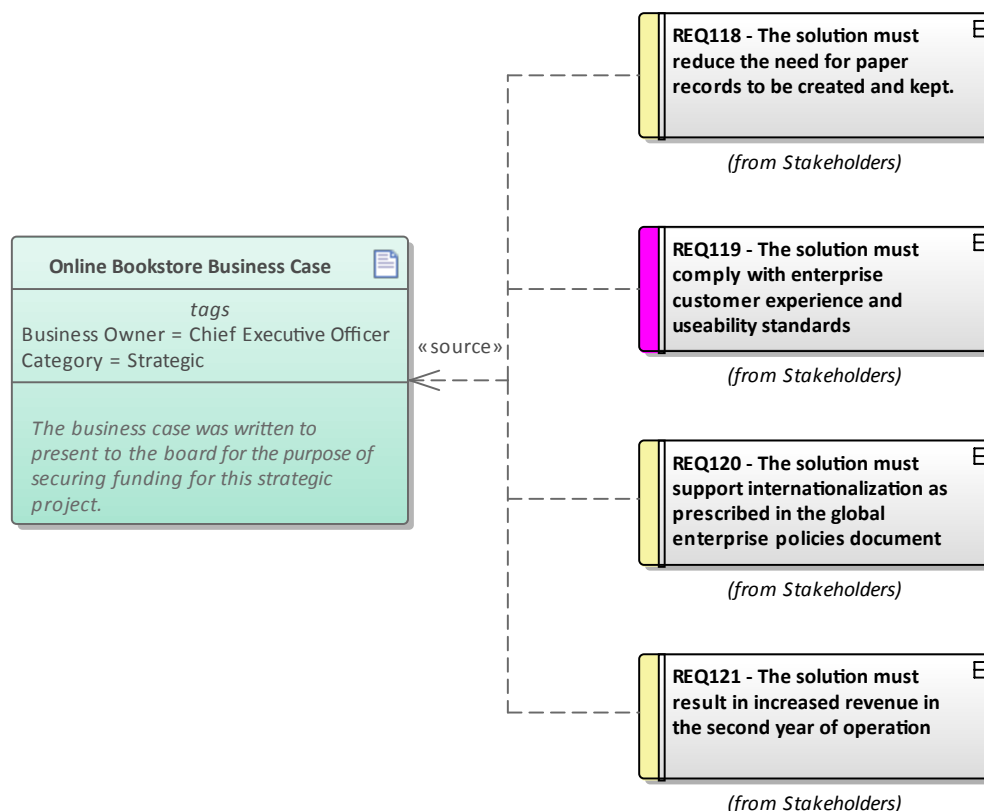 REQ118 - The solution must
reduce the need for paper
records to be created and kept.
(from Stakeholders)
REQ119 - The solution must
comply with enterprise
customer experience and
useability standards
(from Stakeholders)
Online Bookstore Business Case
tags
Business Owner = Chief Executive Officer
Category = Strategic
The business case was written to
present to the board for the purpose of
securing funding for this strategic
project.
«source»
REQ120 - The solution must
support internationalization as
prescribed in the global
enterprise policies document
(from Stakeholders)
REQ121 - The solution must
result in increased revenue in
the second year of operation
(from Stakeholders)